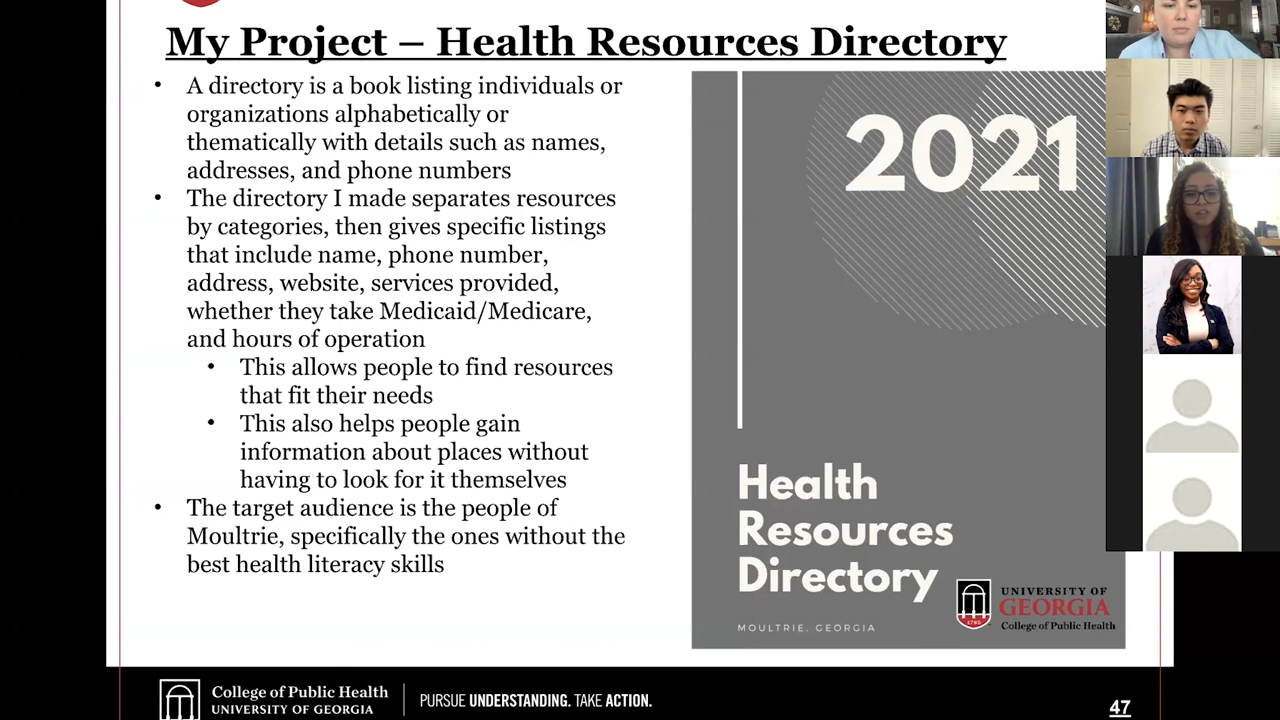 My Project – Health Resources Directory
• A directory is a book listing individuals or
organizations alphabetically or
thematically with details such as names,
addresses, and phone numbers
• The directory I made separates resources
by categories, then gives specific listings
that include name, phone number,
address, website, services provided,
whether they take Medicaid/Medicare,
and hours of operation
• This allows people to find resources
that fit their needs
• This also helps people gain
information about places without
having to look for it themselves
• The target audience is the people of
Moultrie, specifically the ones without the
best health literacy skills
2021
Health
Resources
Directory
MOULTRIE, GEORGIA
1785
UNIVERSITY OF
GEORGIA
College of Public Health
College of Public Health
UNIVERSITY OF GEORGIA
PURSUE UNDERSTANDING. TAKE ACTION.
47